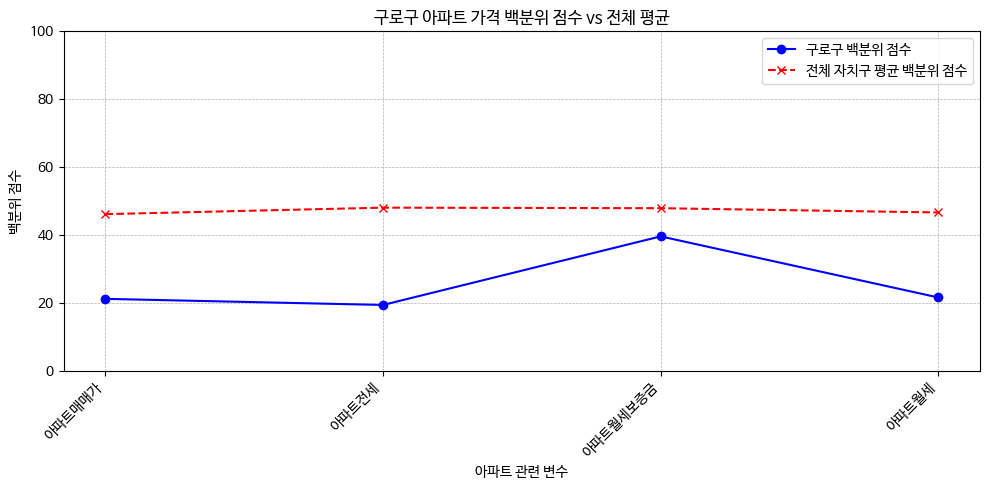 구로구 아파트 가격 백분위 점수 vs 전체 평균
구로구 백분위 점수
전체 자치구 평균 백분위 점수
백분위 점수
100
80
60
40
20
0
아파트매매가
아파트전세
아파트월세보증금
아파트월세
아파트 관련 변수